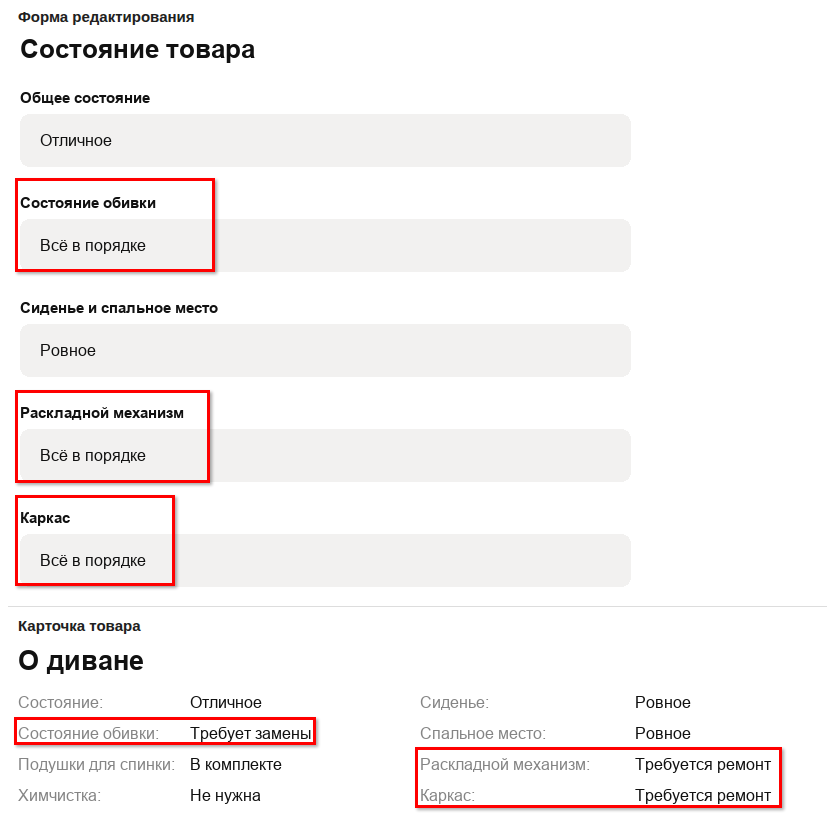 Форма редактирования
Состояние товара
Общее состояние
Отличное
Состояние обивки
Всё в порядке
Сиденье и спальное место
Ровное
Раскладной механизм
Всё в порядке
Каркас
Всё в порядке
Карточка товара
О диване
Состояние: Отличное
Состояние обивки: Требует замены
Подушки для спинки: В комплекте
Химчистка: Не нужна
Сиденье: Ровное
Спальное место: Ровное
Раскладной механизм: Требуется ремонт
Каркас: Требуется ремонт